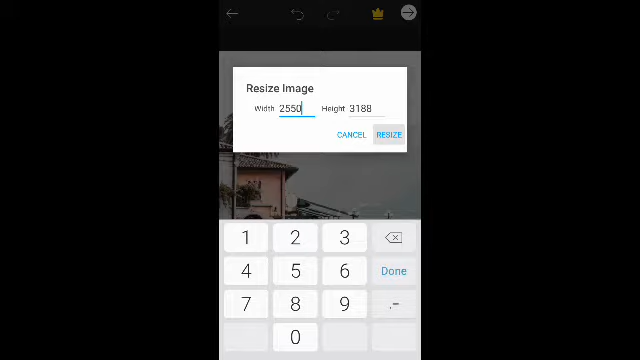 Resize Image
Width 2550 Height 3188
CANCEL RESIZE
1 2 3
4 5 6 Done
7 8 9 .-
0